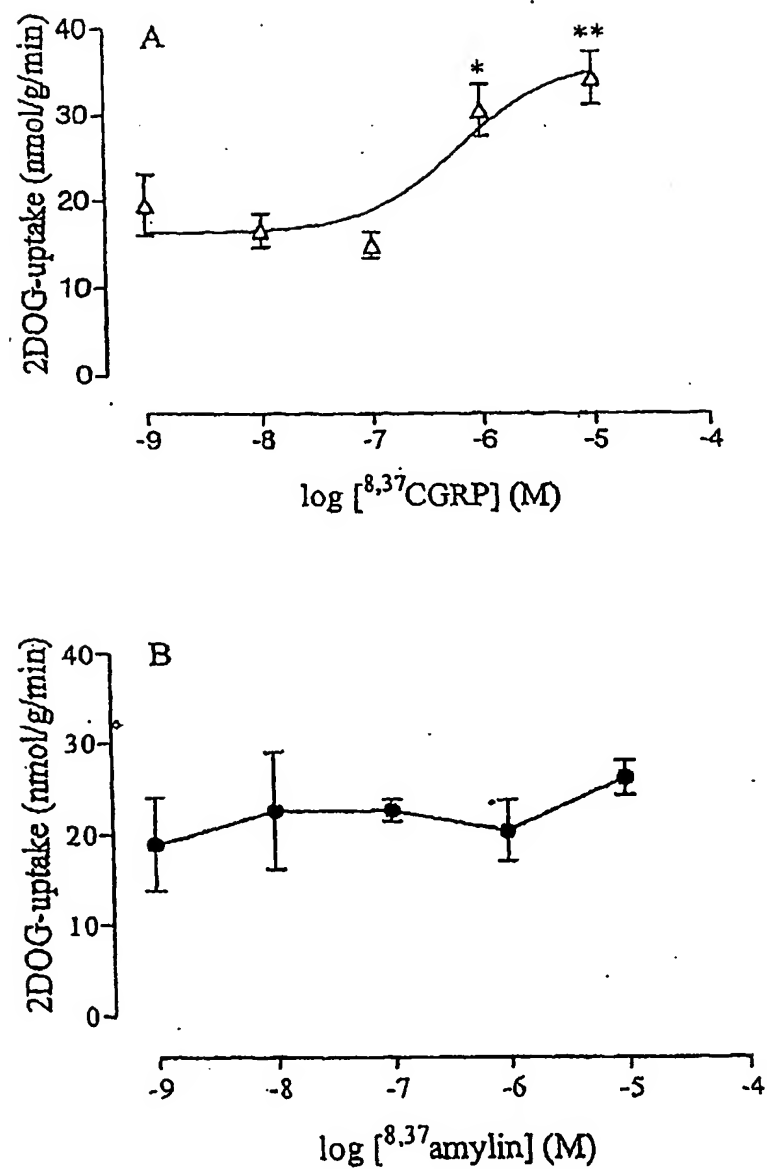 A
* **
2DOG-uptake (nmol/g/min)
40
30
20
10
0
-9 -8 -7 -6 -5 -4
log [8,37CGRP] (M)
B
2DOG-uptake (nmol/g/min)
40
30
20
10
0
-9 -8 -7 -6 -5 -4
log [8,37amylin] (M)